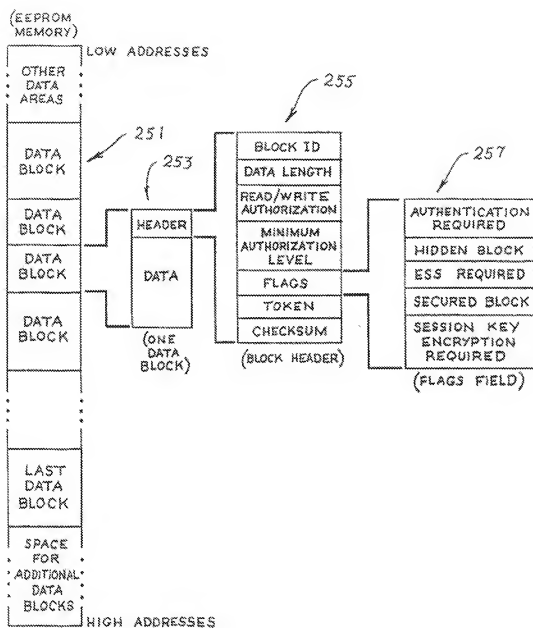 (EEPROM
MEMORY)
LOW ADDRESSES
OTHER
DATA
AREAS
251
DATA
BLOCK
DATA
BLOCK
DATA
BLOCK
DATA
BLOCK
LAST
DATA
BLOCK
SPACE
FOR
ADDITIONAL
DATA
BLOCKS
HIGH ADDRESSES
253
HEADER
DATA
(ONE
DATA
BLOCK)
255
BLOCK ID
DATA LENGTH
READ/WRITE
AUTHORIZATION
MINIMUM
AUTHORIZATION
LEVEL
FLAGS
TOKEN
CHECKSUM
(BLOCK HEADER)
257
AUTHENTICATION
REQUIRED
HIDDEN BLOCK
ESS REQUIRED
SECURED BLOCK
SESSION KEY
ENCRYPTION
REQUIRED
(FLAGS FIELD)